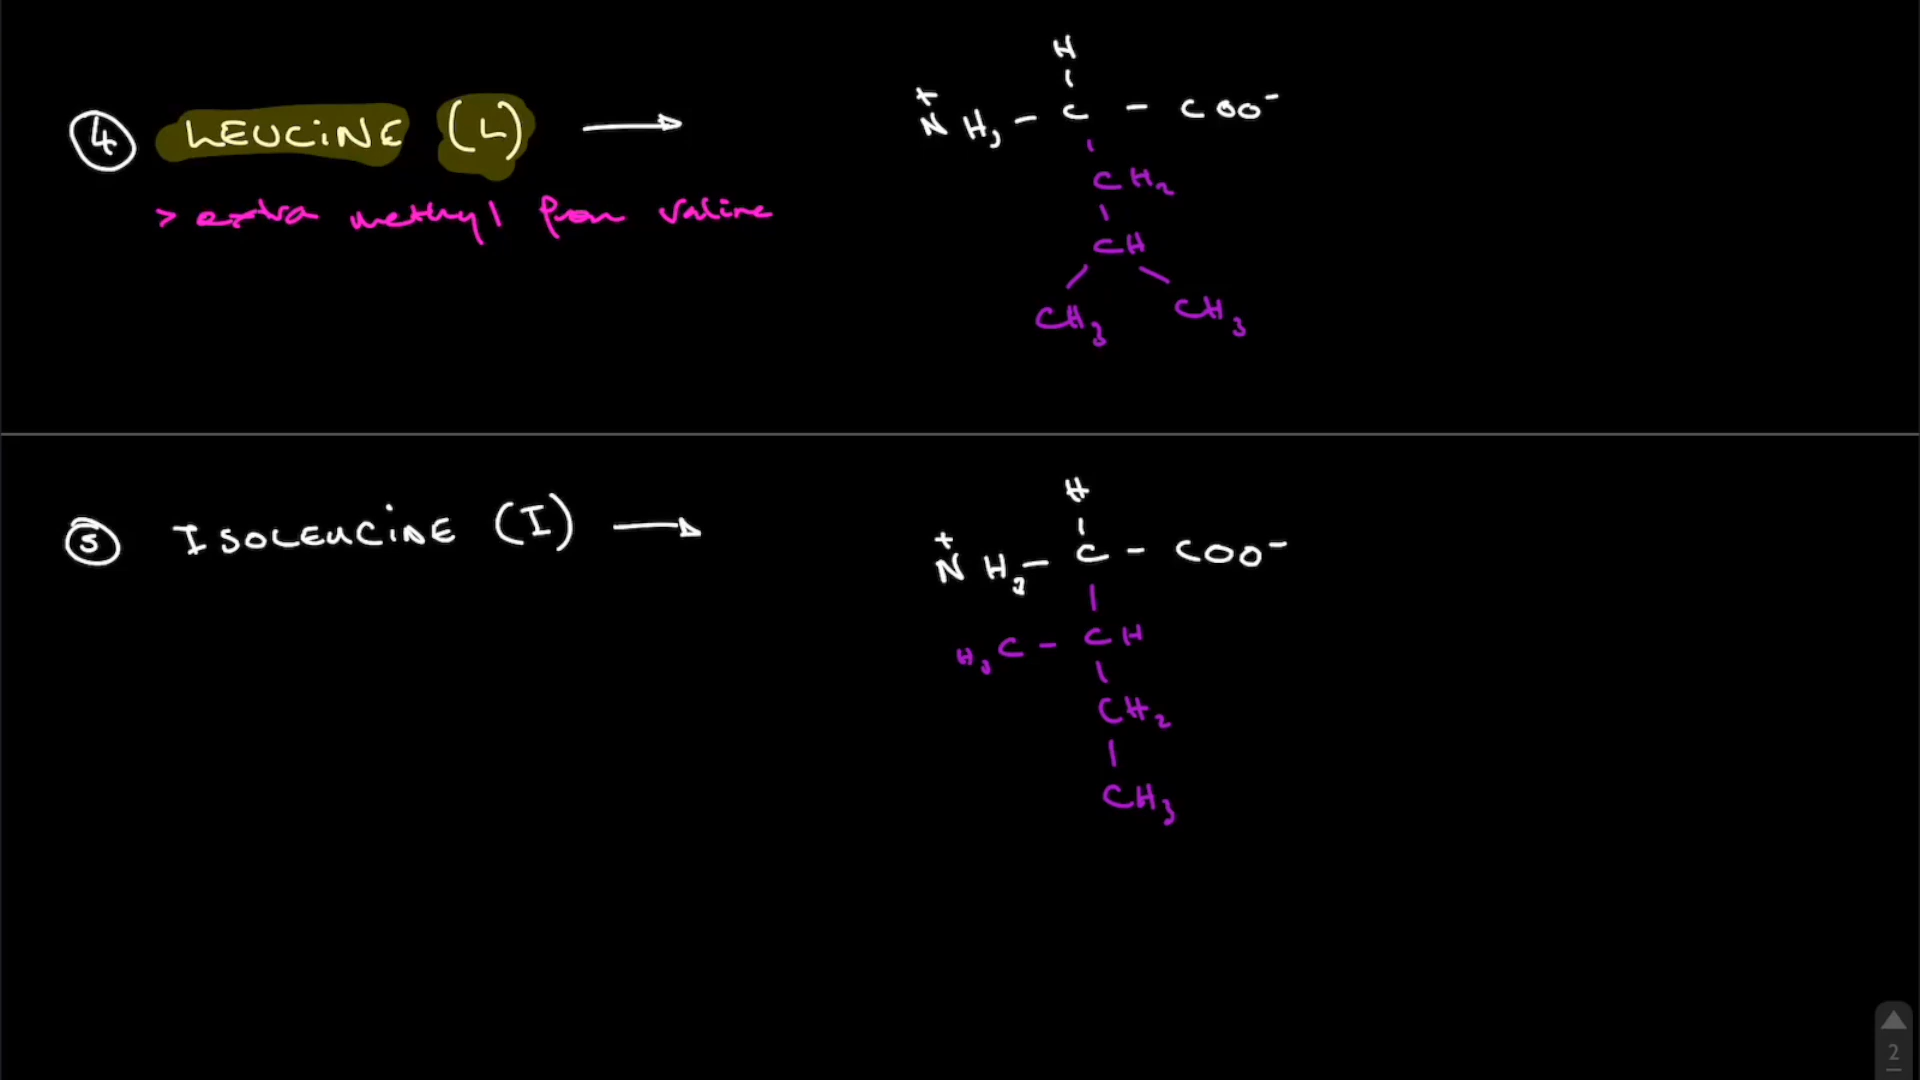 ④ LEUCINE (L) →
> extra methyl from valine
H
+
NH3 - C - COO-
CH2
CH
CH3 CH3
⑤ ISOLEUCINE (I) →
H
+
NH3 - C - COO-
H3C - CH
CH2
CH3
2